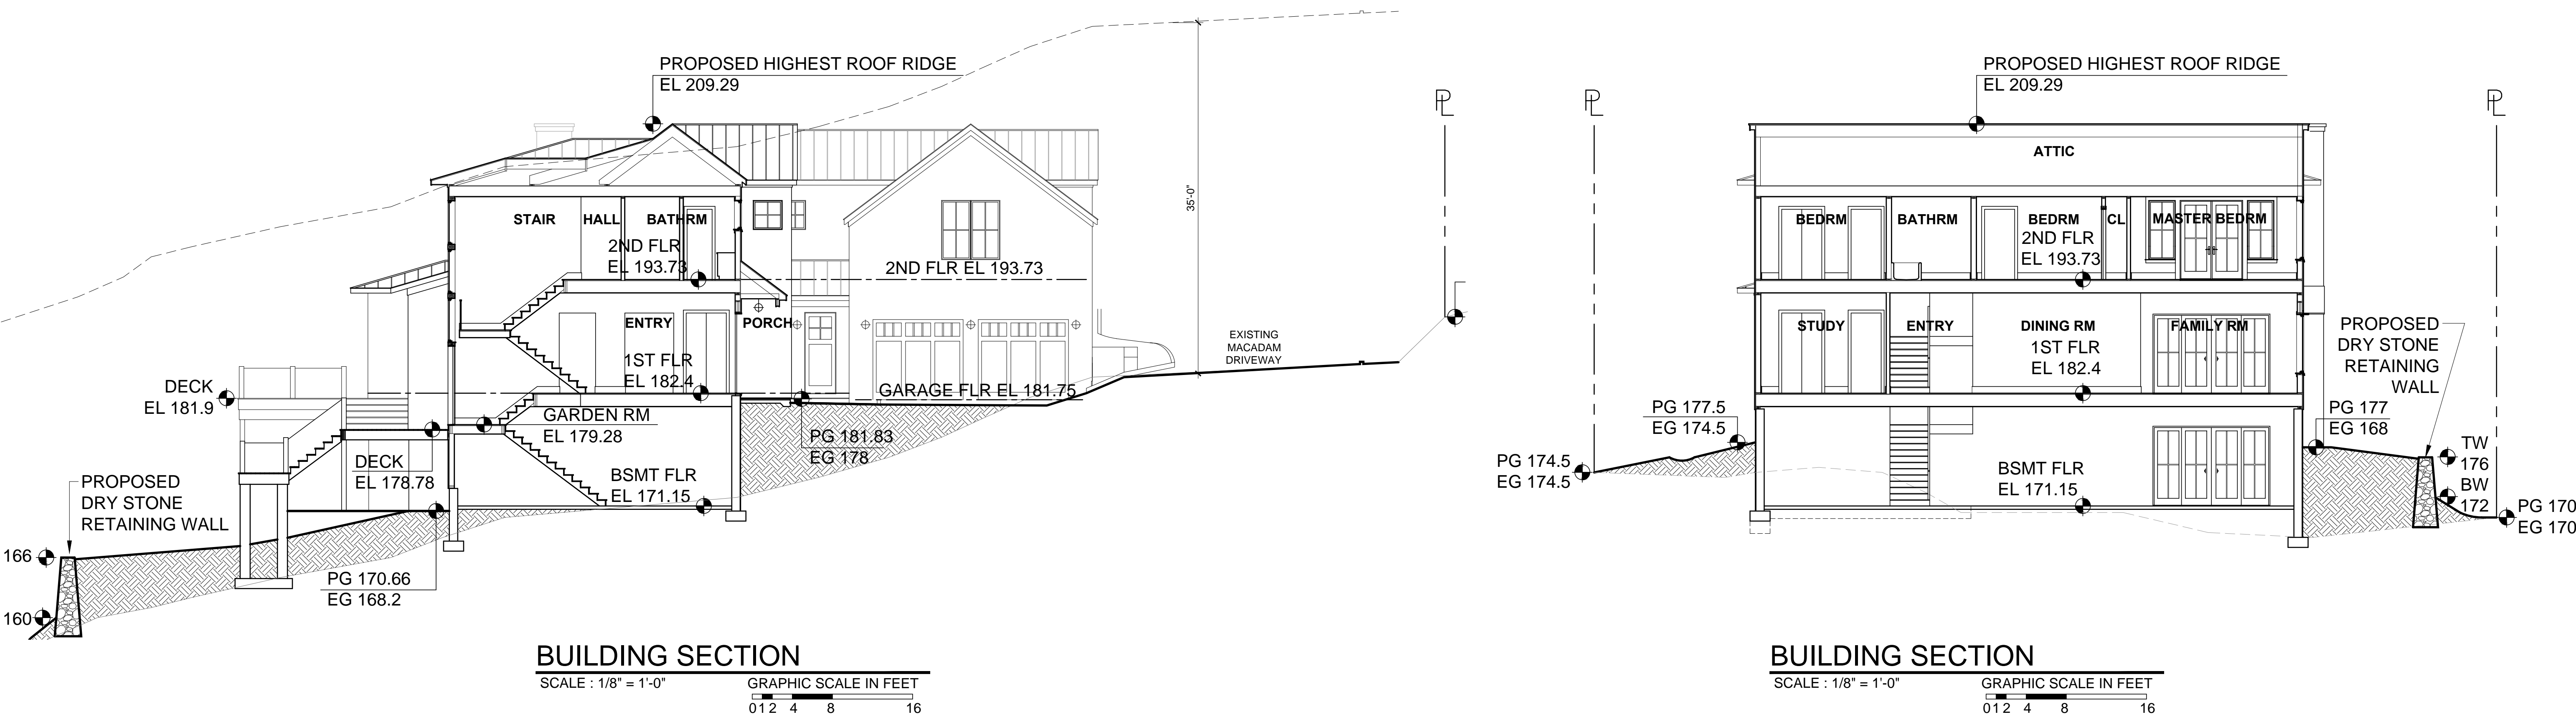 PROPOSED HIGHEST ROOF RIDGE
EL 209.29
PL
35'-0"
STAIR
HALL
BATHRM
2ND FLR
EL 193.73
2ND FLR EL 193.73
ENTRY
PORCH
EXISTING
MACADAM
DRIVEWAY
1ST FLR
EL 182.4
GARAGE FLR EL 181.75
DECK
EL 181.9
GARDEN RM
EL 179.28
PG 181.83
EG 178
DECK
EL 178.78
BSMT FLR
EL 171.15
PROPOSED
DRY STONE
RETAINING WALL
166
160
PG 170.66
EG 168.2
BUILDING SECTION
SCALE : 1/8" = 1'-0"
GRAPHIC SCALE IN FEET
0 1 2 4 8 16
PROPOSED HIGHEST ROOF RIDGE
EL 209.29
PL
PL
ATTIC
BEDRM
BATHRM
BEDRM
CL
MASTER BEDRM
2ND FLR
EL 193.73
STUDY
ENTRY
DINING RM
FAMILY RM
1ST FLR
EL 182.4
PROPOSED
DRY STONE
RETAINING
WALL
PG 177.5
EG 174.5
PG 177
EG 168
PG 174.5
EG 174.5
BSMT FLR
EL 171.15
TW
176
BW
172
PG 170
EG 170
BUILDING SECTION
SCALE : 1/8" = 1'-0"
GRAPHIC SCALE IN FEET
0 1 2 4 8 16